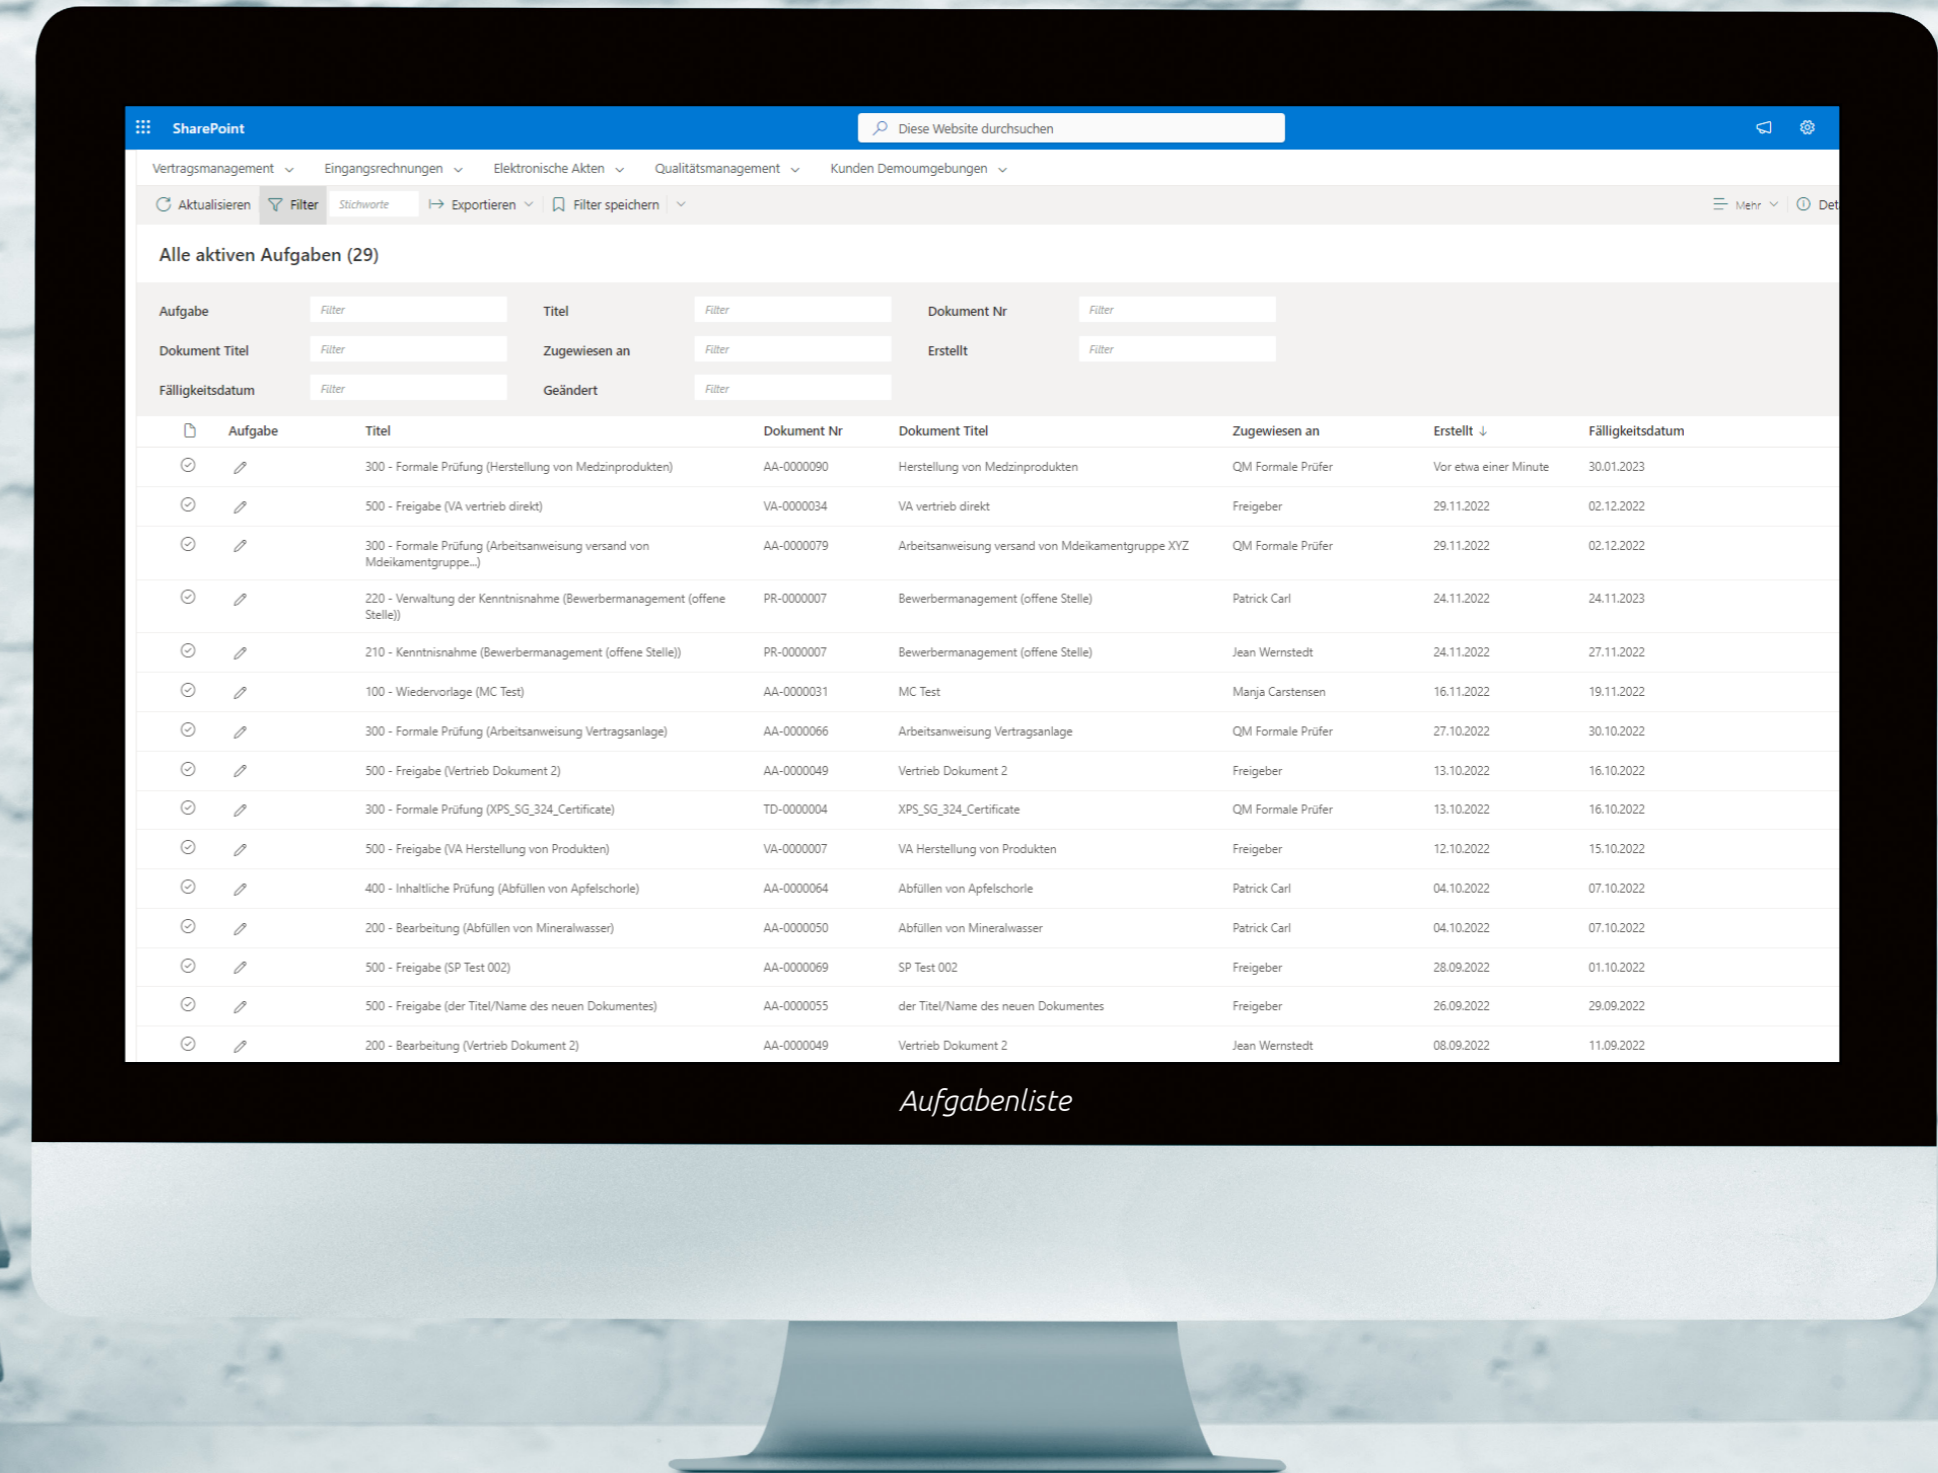 SharePoint
Diese Website durchsuchen
Vertragsmanagement Eingangsrechnungen Elektronische Akten Qualitätsmanagement Kunden Demoumgebungen
Aktualisieren Filter Stichworte Exportieren Filter speichern Mehr Det
Alle aktiven Aufgaben (29)
Aufgabe Filter Titel Filter Dokument Nr Filter
Dokument Titel Filter Zugewiesen an Filter Erstellt Filter
Fälligkeitsdatum Filter Geändert Filter
Aufgabe Titel Dokument Nr Dokument Titel Zugewiesen an Erstellt ↓ Fälligkeitsdatum
300 - Formale Prüfung (Herstellung von Medzinprodukten) AA-0000090 Herstellung von Medzinprodukten QM Formale Prüfer Vor etwa einer Minute 30.01.2023
500 - Freigabe (VA vertrieb direkt) VA-0000034 VA vertrieb direkt Freigeber 29.11.2022 02.12.2022
300 - Formale Prüfung (Arbeitsanweisung versand von AA-0000079 Arbeitsanweisung versand von Mdeikamentgruppe XYZ QM Formale Prüfer 29.11.2022 02.12.2022
Mdeikamentgruppe...)
220 - Verwaltung der Kenntnisnahme (Bewerbermanagement (offene PR-0000007 Bewerbermanagement (offene Stelle) Patrick Carl 24.11.2022 24.11.2023
Stelle))
210 - Kenntnisnahme (Bewerbermanagement (offene Stelle)) PR-0000007 Bewerbermanagement (offene Stelle) Jean Wernstedt 24.11.2022 27.11.2022
100 - Wiedervorlage (MC Test) AA-0000031 MC Test Manja Carstensen 16.11.2022 19.11.2022
300 - Formale Prüfung (Arbeitsanweisung Vertragsanlage) AA-0000066 Arbeitsanweisung Vertragsanlage QM Formale Prüfer 27.10.2022 30.10.2022
500 - Freigabe (Vertrieb Dokument 2) AA-0000049 Vertrieb Dokument 2 Freigeber 13.10.2022 16.10.2022
300 - Formale Prüfung (XPS_SG_324_Certificate) TD-0000004 XPS_SG_324_Certificate QM Formale Prüfer 13.10.2022 16.10.2022
500 - Freigabe (VA Herstellung von Produkten) VA-0000007 VA Herstellung von Produkten Freigeber 12.10.2022 15.10.2022
400 - Inhaltliche Prüfung (Abfüllen von Apfelschorle) AA-0000064 Abfüllen von Apfelschorle Patrick Carl 04.10.2022 07.10.2022
200 - Bearbeitung (Abfüllen von Mineralwasser) AA-0000050 Abfüllen von Mineralwasser Patrick Carl 04.10.2022 07.10.2022
500 - Freigabe (SP Test 002) AA-0000069 SP Test 002 Freigeber 28.09.2022 01.10.2022
500 - Freigabe (der Titel/Name des neuen Dokumentes) AA-0000055 der Titel/Name des neuen Dokumentes Freigeber 26.09.2022 29.09.2022
200 - Bearbeitung (Vertrieb Dokument 2) AA-0000049 Vertrieb Dokument 2 Jean Wernstedt 08.09.2022 11.09.2022
Aufgabenliste